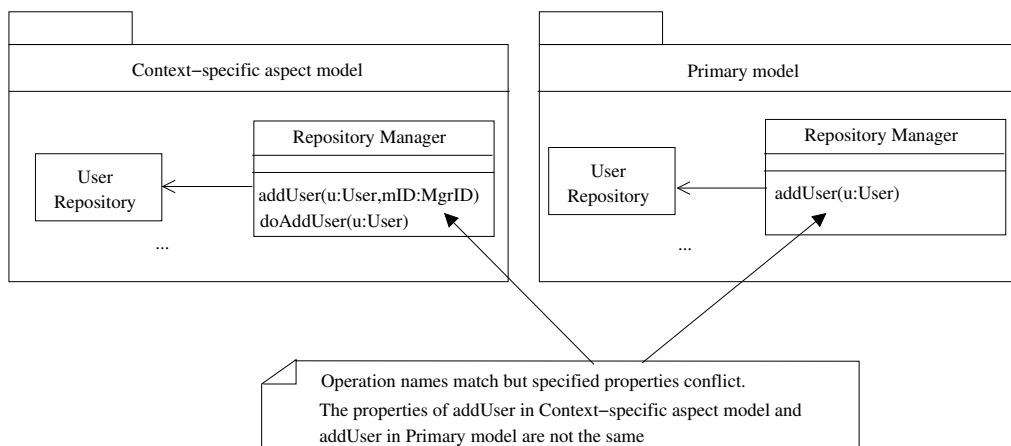 Context−specific aspect model
User
Repository
Repository Manager
addUser(u:User,mID:MgrID)
doAddUser(u:User)
...
Primary model
User
Repository
Repository Manager
addUser(u:User)
...
Operation names match but specified properties conflict.
The properties of addUser in Context−specific aspect model and
addUser in Primary model are not the same